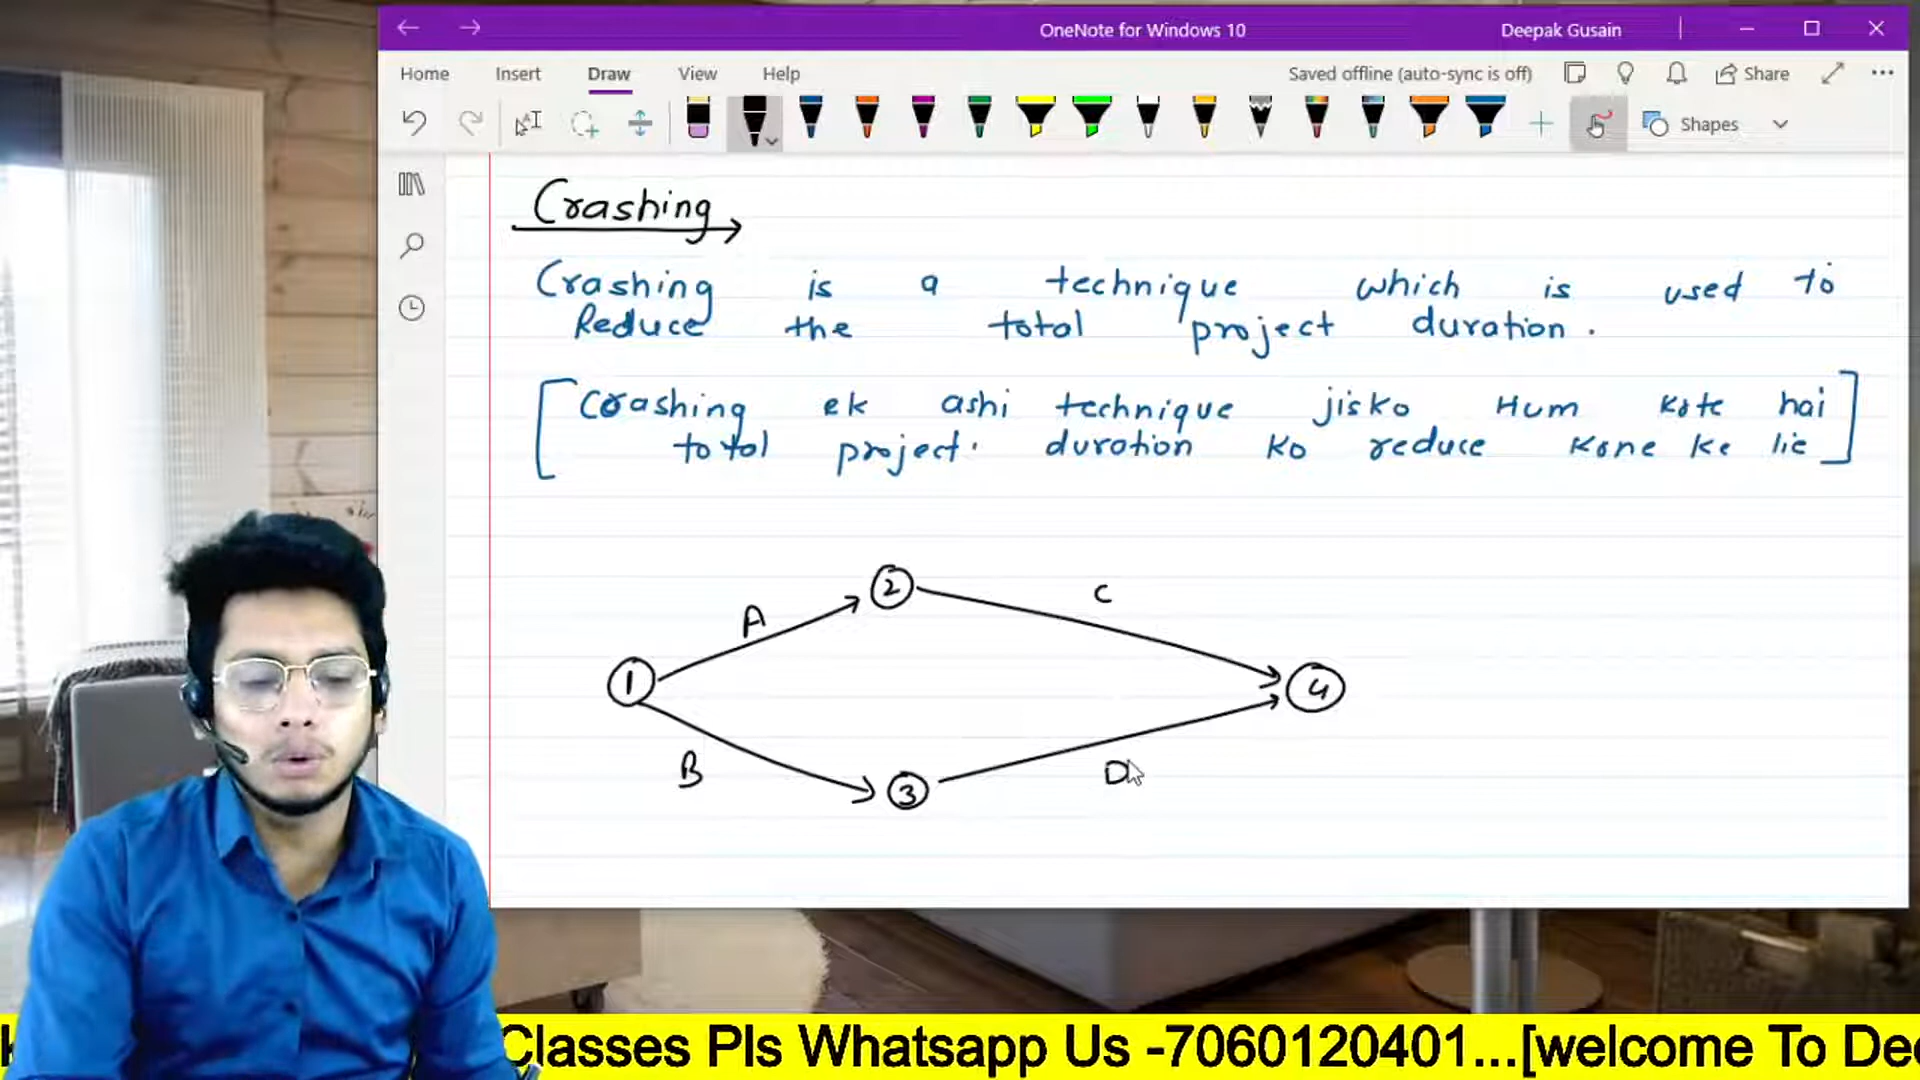 OneNote for Windows 10
Deepak Gusain
Home Insert Draw View Help
Saved offline (auto-sync is off)
Share
Shapes
Crashing
Crashing is a technique which is used to
Reduce the total project duration.
[Crashing ek ashi technique jisko Hum krte hai
total project duration ko reduce krne ke lie]
A
2
C
1
4
B
3
D
Classes Pls Whatsapp Us -7060120401...[welcome To Dee